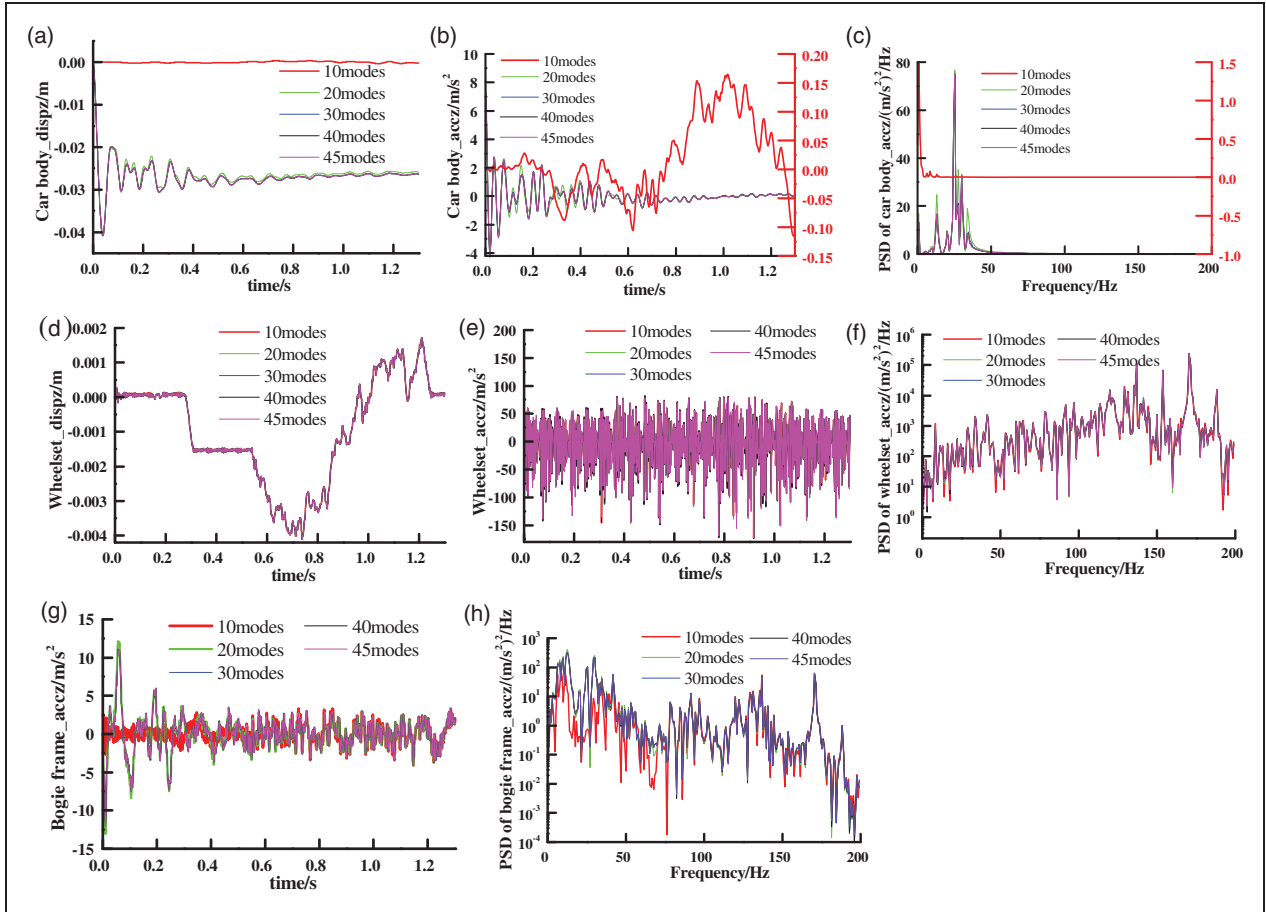 (a)
Car body_dispz/m
0.00
-0.01
-0.02
-0.03
-0.04
0.0 0.2 0.4 0.6 0.8 1.0 1.2
time/s
10modes
20modes
30modes
40modes
45modes
(b)
Car body_accz/m/s²
10
8
6
4
2
0
-2
-4
0.0 0.2 0.4 0.6 0.8 1.0 1.2
time/s
10modes
20modes
30modes
40modes
45modes
0.20
0.15
0.10
0.05
0.00
-0.05
-0.10
-0.15
(c)
PSD of car body_accz/(m/s²)²/Hz
80
60
40
20
0
0 50 100 150 200
Frequency/Hz
10modes
20modes
30modes
40modes
45modes
1.5
1.0
0.5
0.0
-0.5
-1.0
(d)
Wheelset_dispz/m
0.002
0.001
0.000
-0.001
-0.002
-0.003
-0.004
0.0 0.2 0.4 0.6 0.8 1.0 1.2
time/s
10modes
20modes
30modes
40modes
45modes
(e)
Wheelset_accz/m/s²
200
150
100
50
0
-50
-100
-150
0.0 0.2 0.4 0.6 0.8 1.0 1.2
time/s
10modes 40modes
20modes 45modes
30modes
(f)
PSD of wheelset_accz/(m/s²)²/Hz
10⁶
10⁵
10⁴
10³
10²
10¹
10⁰
0 50 100 150 200
Frequency/Hz
10modes 40modes
20modes 45modes
30modes
(g)
Bogie frame_accz/m/s²
15
10
5
0
-5
-10
-15
0.0 0.2 0.4 0.6 0.8 1.0 1.2
time/s
10modes 40modes
20modes 45modes
30modes
(h)
PSD of bogie frame_accz/(m/s²)²/Hz
10³
10²
10¹
10⁰
10⁻¹
10⁻²
10⁻³
10⁻⁴
0 50 100 150 200
Frequency/Hz
10modes 40modes
20modes 45modes
30modes